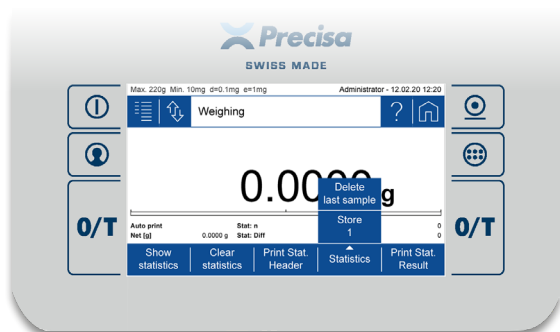 Precisa
SWISS MADE
Max. 220g Min. 10mg d=0.1mg e=1mg Administrator - 12.02.20 12:20
Weighing
?
0.00 g
Delete
last sample
Store
1
0/T
0/T
Auto print Stat: n 0
Net [g] 0.0000 g Stat: Diff 0
Show
statistics
Clear
statistics
Print Stat.
Header
Statistics
Print Stat.
Result